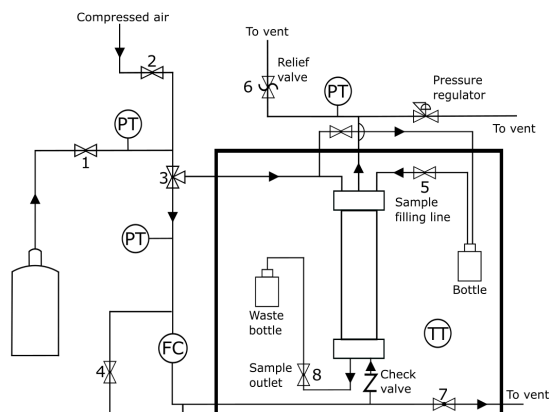 Compressed air
2
To vent
Relief
valve
6
PT
Pressure
regulator
To vent
PT
1
3
5
Sample
filling line
PT
Bottle
Waste
bottle
TT
FC
4
Sample
outlet
8
Check
valve
7
To vent